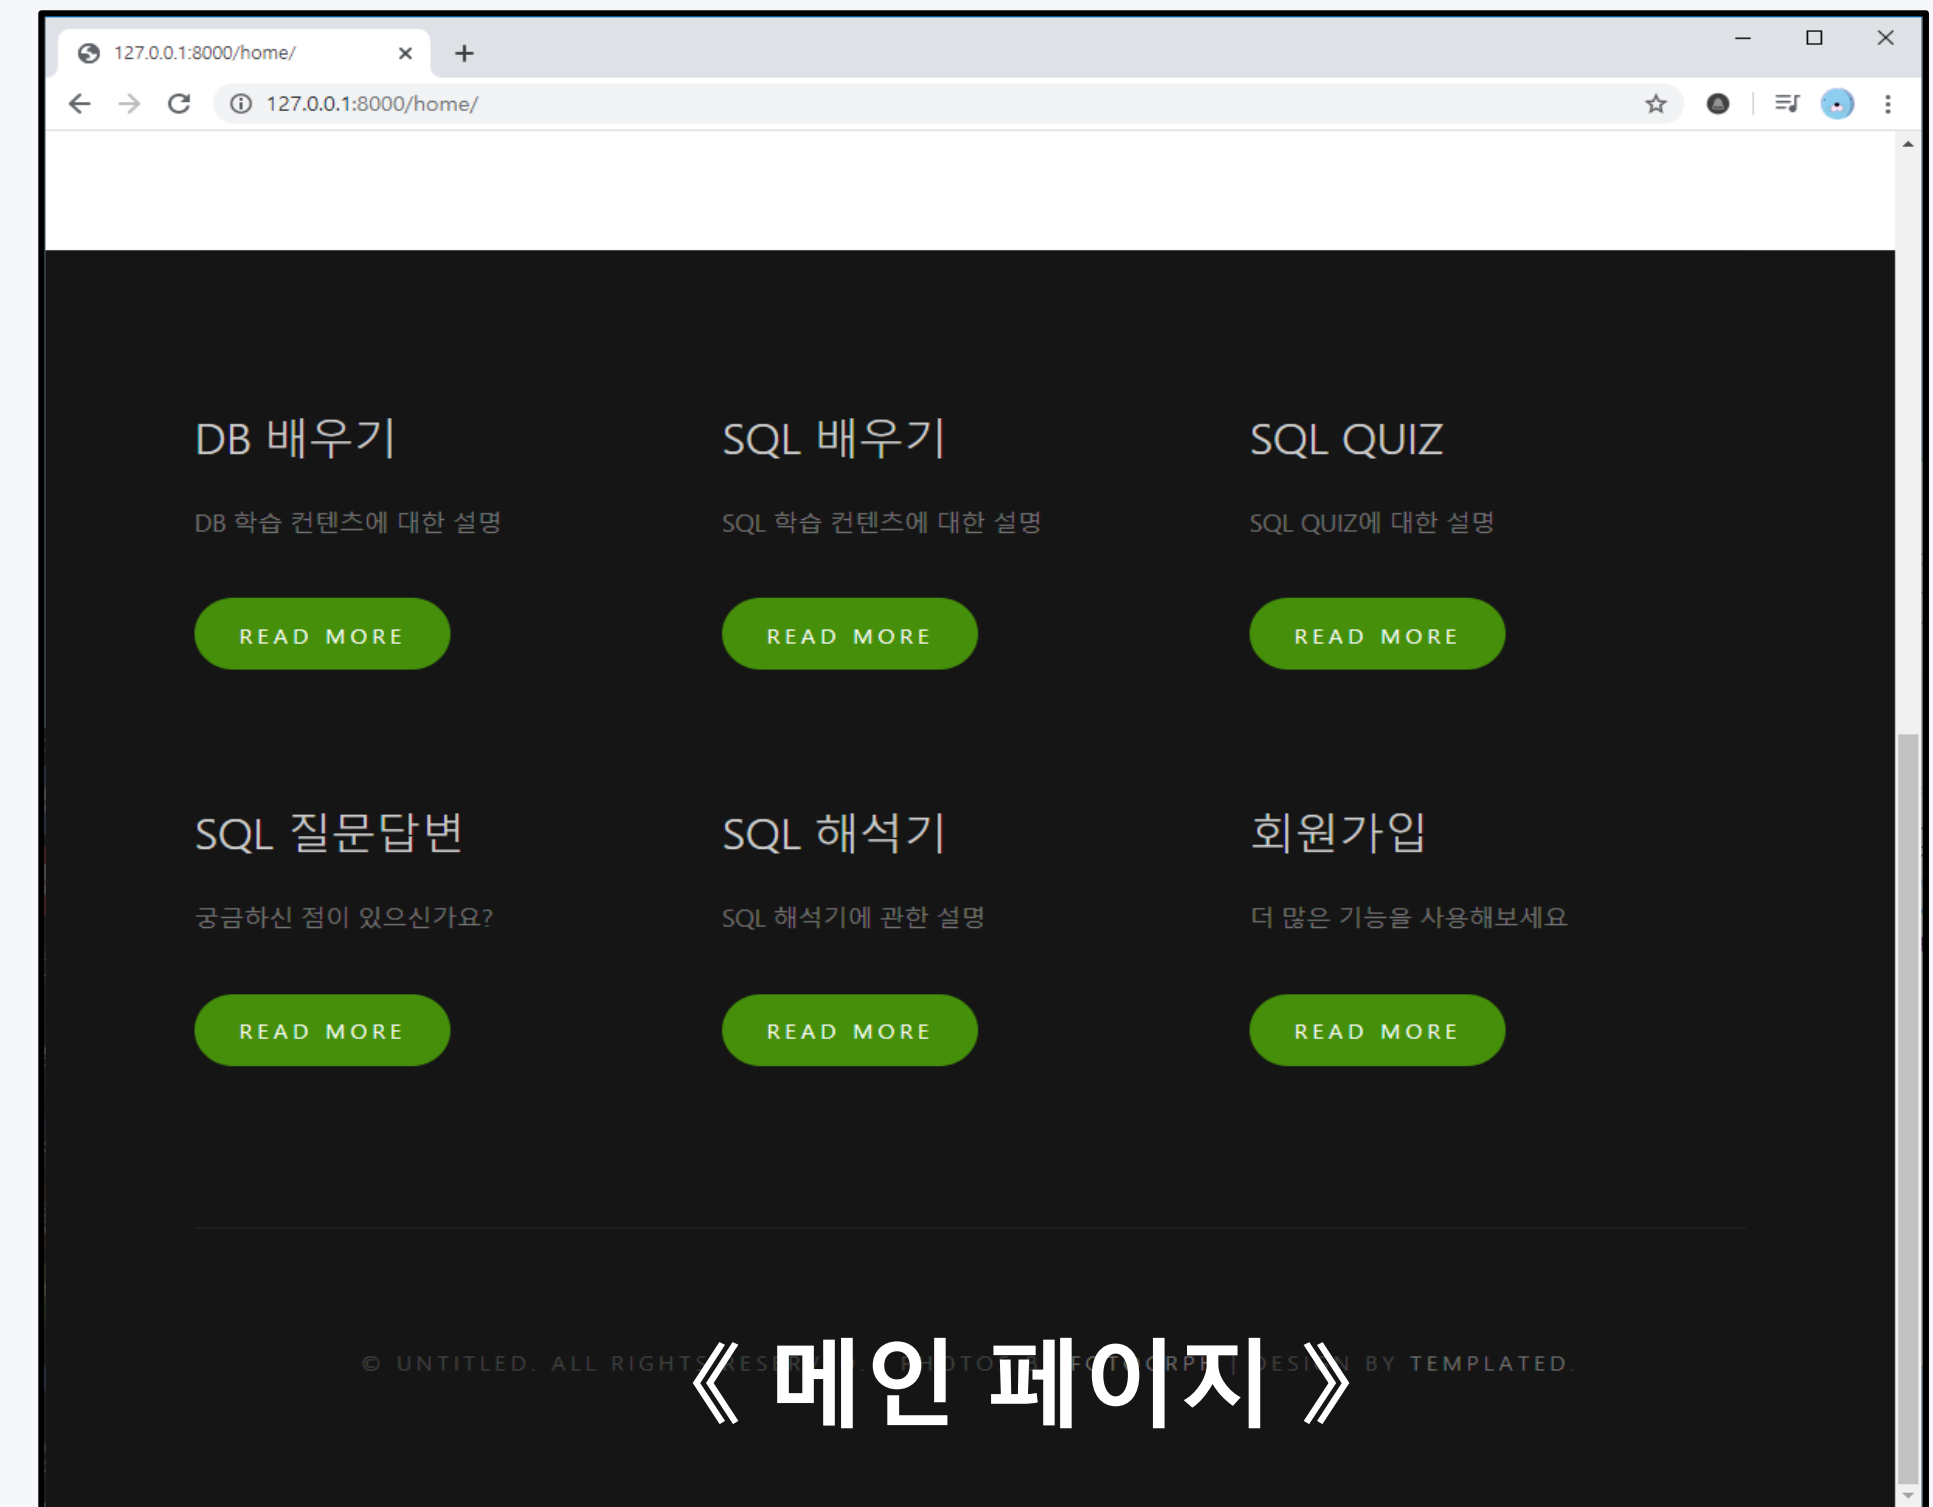 127.0.0.1:8000/home/
127.0.0.1:8000/home/
DB 배우기
SQL 배우기
SQL QUIZ
DB 학습 컨텐츠에 대한 설명
SQL 학습 컨텐츠에 대한 설명
SQL QUIZ에 대한 설명
READ MORE
READ MORE
READ MORE
SQL 질문답변
SQL 해석기
회원가입
궁금하신 점이 있으신가요?
SQL 해석기에 관한 설명
더 많은 기능을 사용해보세요
READ MORE
READ MORE
READ MORE
© UNTITLED. ALL RIGHTS DESIGN BY TEMPLATED.
《 메인 페이지 》